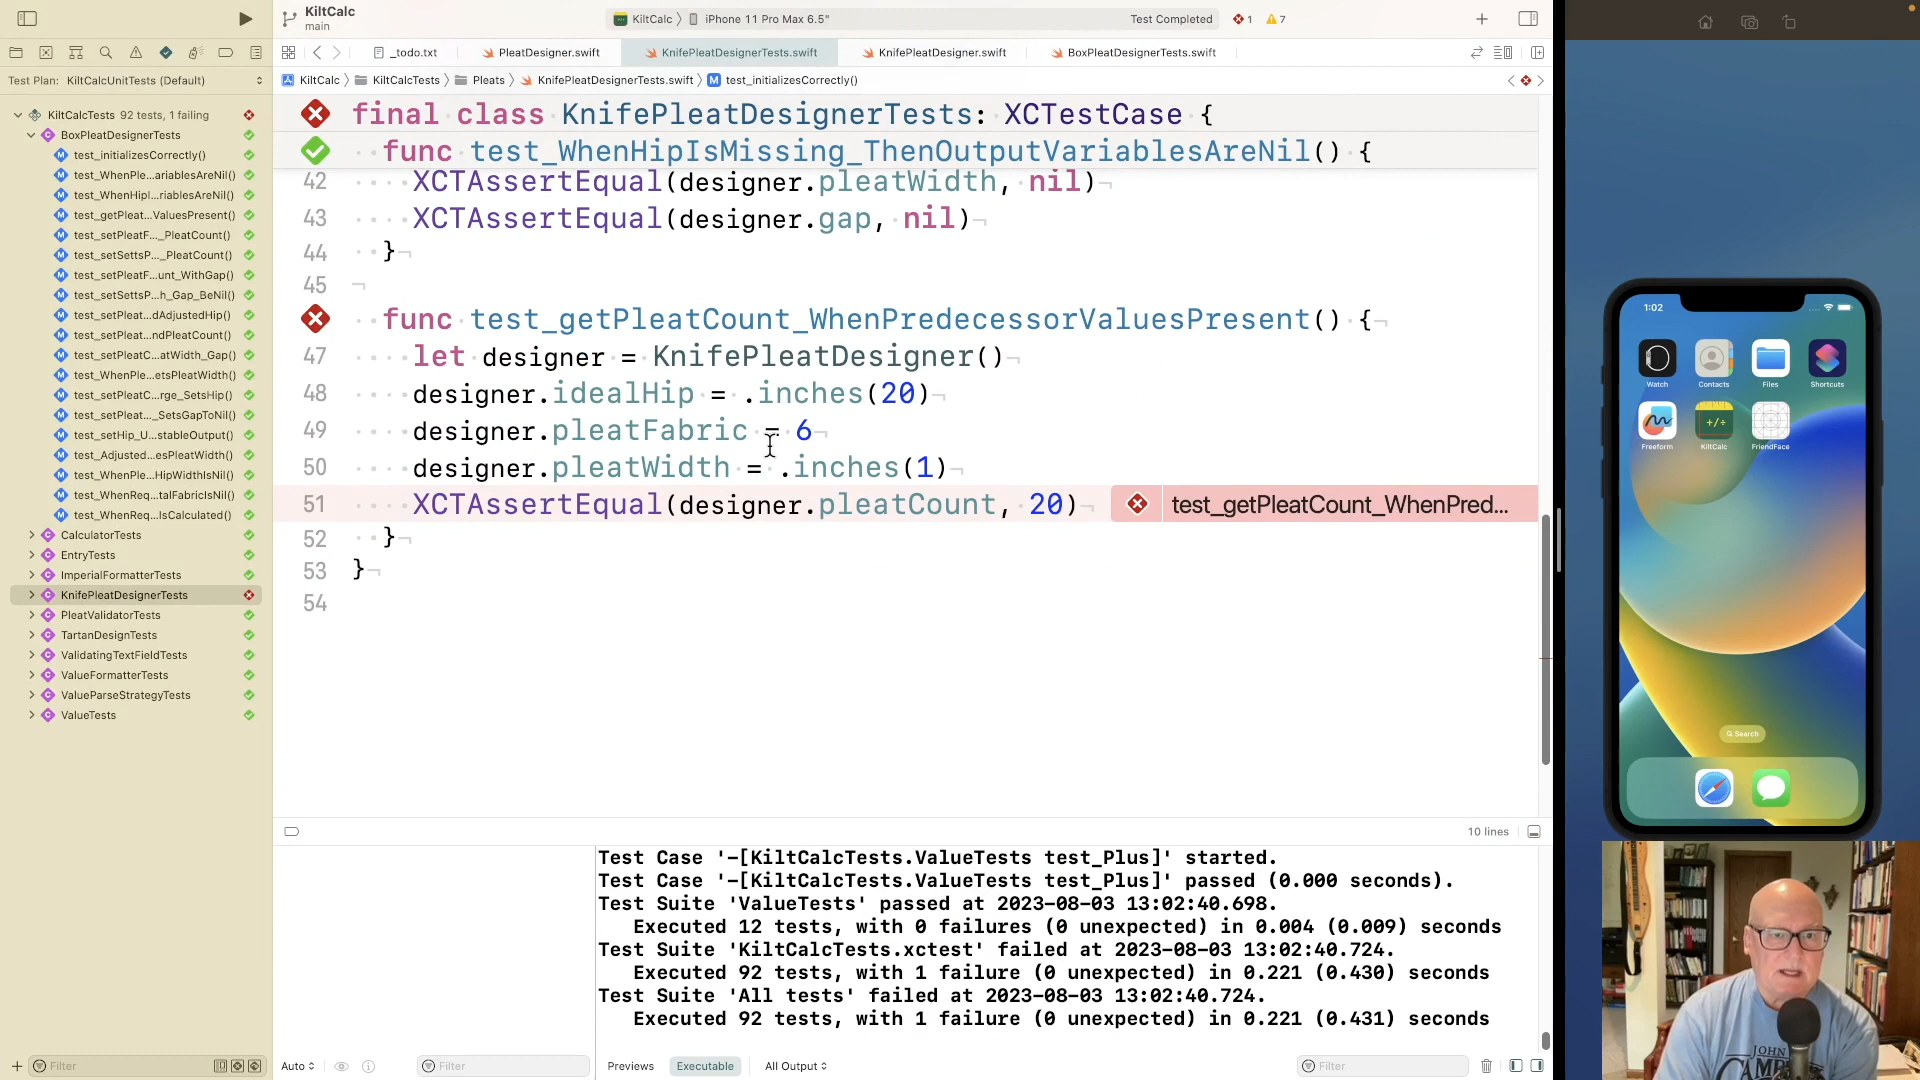 KiltCalc
main
KiltCalc
iPhone 11 Pro Max 6.5"
Test Completed
1
7
_todo.txt
PleatDesigner.swift
KnifePleatDesignerTests.swift
KnifePleatDesigner.swift
BoxPleatDesignerTests.swift
Test Plan: KiltCalcUnitTests (Default)
KiltCalc
KiltCalcTests
Pleats
KnifePleatDesignerTests.swift
test_initializesCorrectly()
KiltCalcTests 92 tests, 1 failing
BoxPleatDesignerTests
test_initializesCorrectly()
test_WhenPle...ariablesAreNil()
test_WhenHipI...riablesAreNil()
test_getPleat...ValuesPresent()
test_setPleatF..._PleatCount()
test_setSettsP..._PleatCount()
test_setPleatF...unt_WithGap()
test_setSettsP...h_Gap_BeNil()
test_setPleat...dAdjustedHip()
test_setPleat...ndPleatCount()
test_setPleatC...atWidth_Gap()
test_WhenPle...etsPleatWidth()
test_setPleatC...rge_SetsHip()
test_setPleat..._SetsGapToNil()
test_setHip_U...stableOutput()
test_Adjusted...esPleatWidth()
test_WhenPle...HipWidthIsNil()
test_WhenReq...talFabricIsNil()
test_WhenReq...IsCalculated()
CalculatorTests
EntryTests
ImperialFormatterTests
KnifePleatDesignerTests
PleatValidatorTests
TartanDesignTests
ValidatingTextFieldTests
ValueFormatterTests
ValueParseStrategyTests
ValueTests
final class KnifePleatDesignerTests: XCTestCase {
func test_WhenHipIsMissing_ThenOutputVariablesAreNil() {
42 XCTAssertEqual(designer.pleatWidth, nil)
43 XCTAssertEqual(designer.gap, nil)
44 }
45
func test_getPleatCount_WhenPredecessorValuesPresent() {
47 let designer = KnifePleatDesigner()
48 designer.idealHip = .inches(20)
49 designer.pleatFabric = 6
50 designer.pleatWidth = .inches(1)
51 XCTAssertEqual(designer.pleatCount, 20) test_getPleatCount_WhenPred...
52 }
53 }
54
10 lines
Test Case '-[KiltCalcTests.ValueTests test_Plus]' started.
Test Case '-[KiltCalcTests.ValueTests test_Plus]' passed (0.000 seconds).
Test Suite 'ValueTests' passed at 2023-08-03 13:02:40.698.
Executed 12 tests, with 0 failures (0 unexpected) in 0.004 (0.009) seconds
Test Suite 'KiltCalcTests.xctest' failed at 2023-08-03 13:02:40.724.
Executed 92 tests, with 1 failure (0 unexpected) in 0.221 (0.430) seconds
Test Suite 'All tests' failed at 2023-08-03 13:02:40.724.
Executed 92 tests, with 1 failure (0 unexpected) in 0.221 (0.431) seconds
Filter
Auto
Filter
Previews
Executable
All Output
Filter
1:02
Watch
Contacts
Files
Shortcuts
+/÷
Freeform
KiltCalc
FriendFace
Search
JOHN